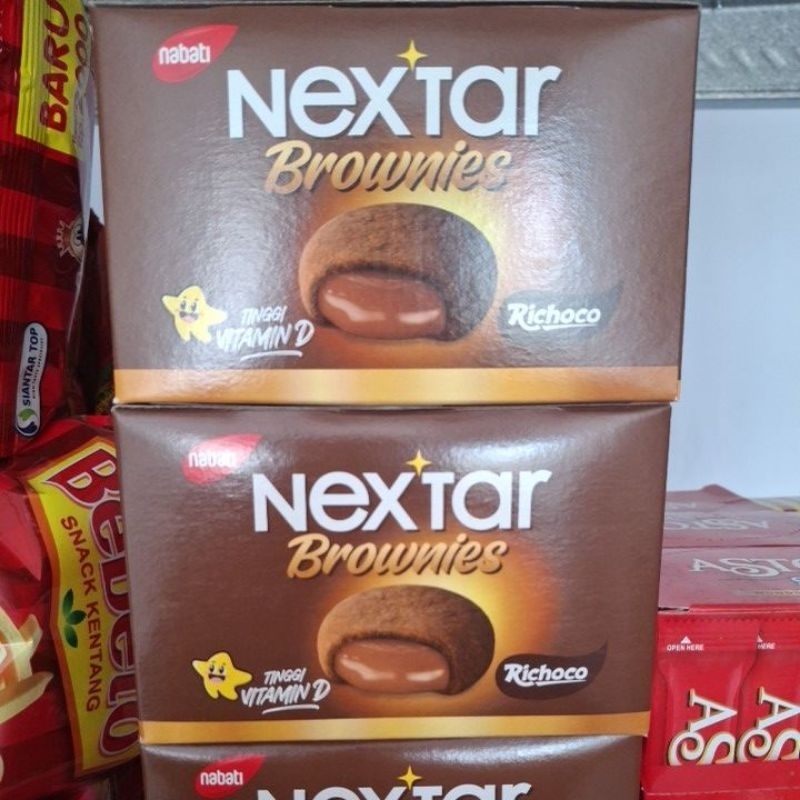 nabati
NexTar
Brownies
TINGGI
VITAMIN D
Richoco
nabati
NexTar
Brownies
TINGGI
VITAMIN D
Richoco
nabati
NexTar
BARU
SIANTAR TOP
SNACK KENTANG
OPEN HERE